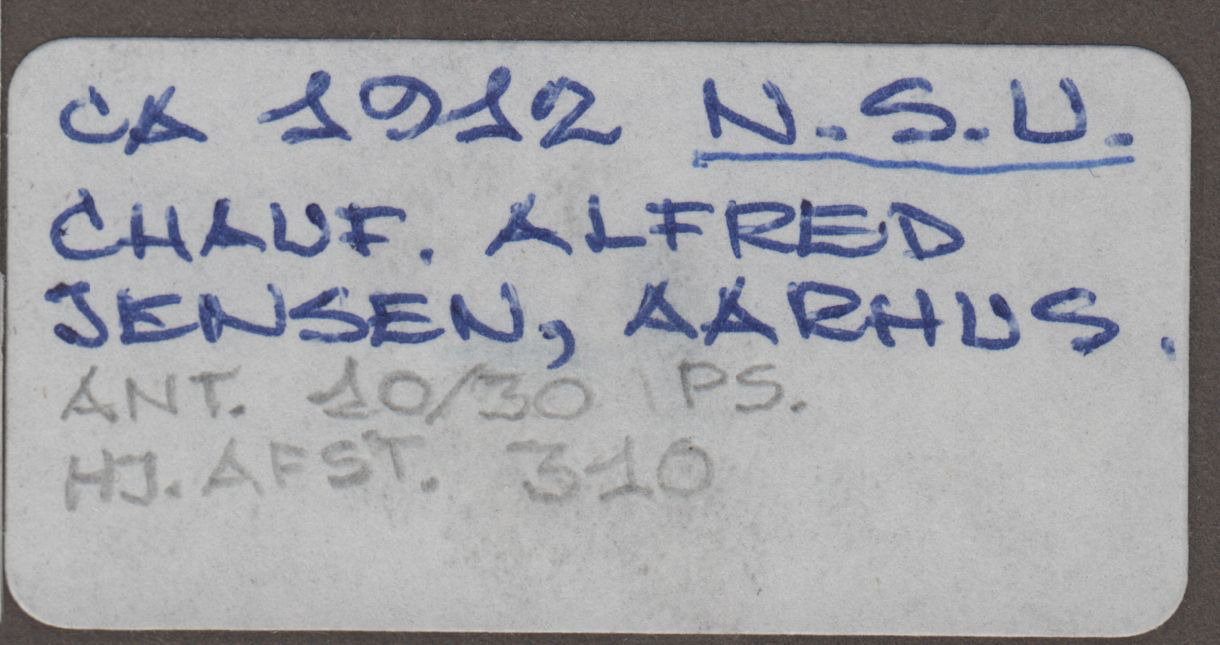 CA 1912 N.S.U.
CHAUF. ALFRED
JENSEN, AARHUS.
ANT. 10/30 PS.
HJ. AFST. 310